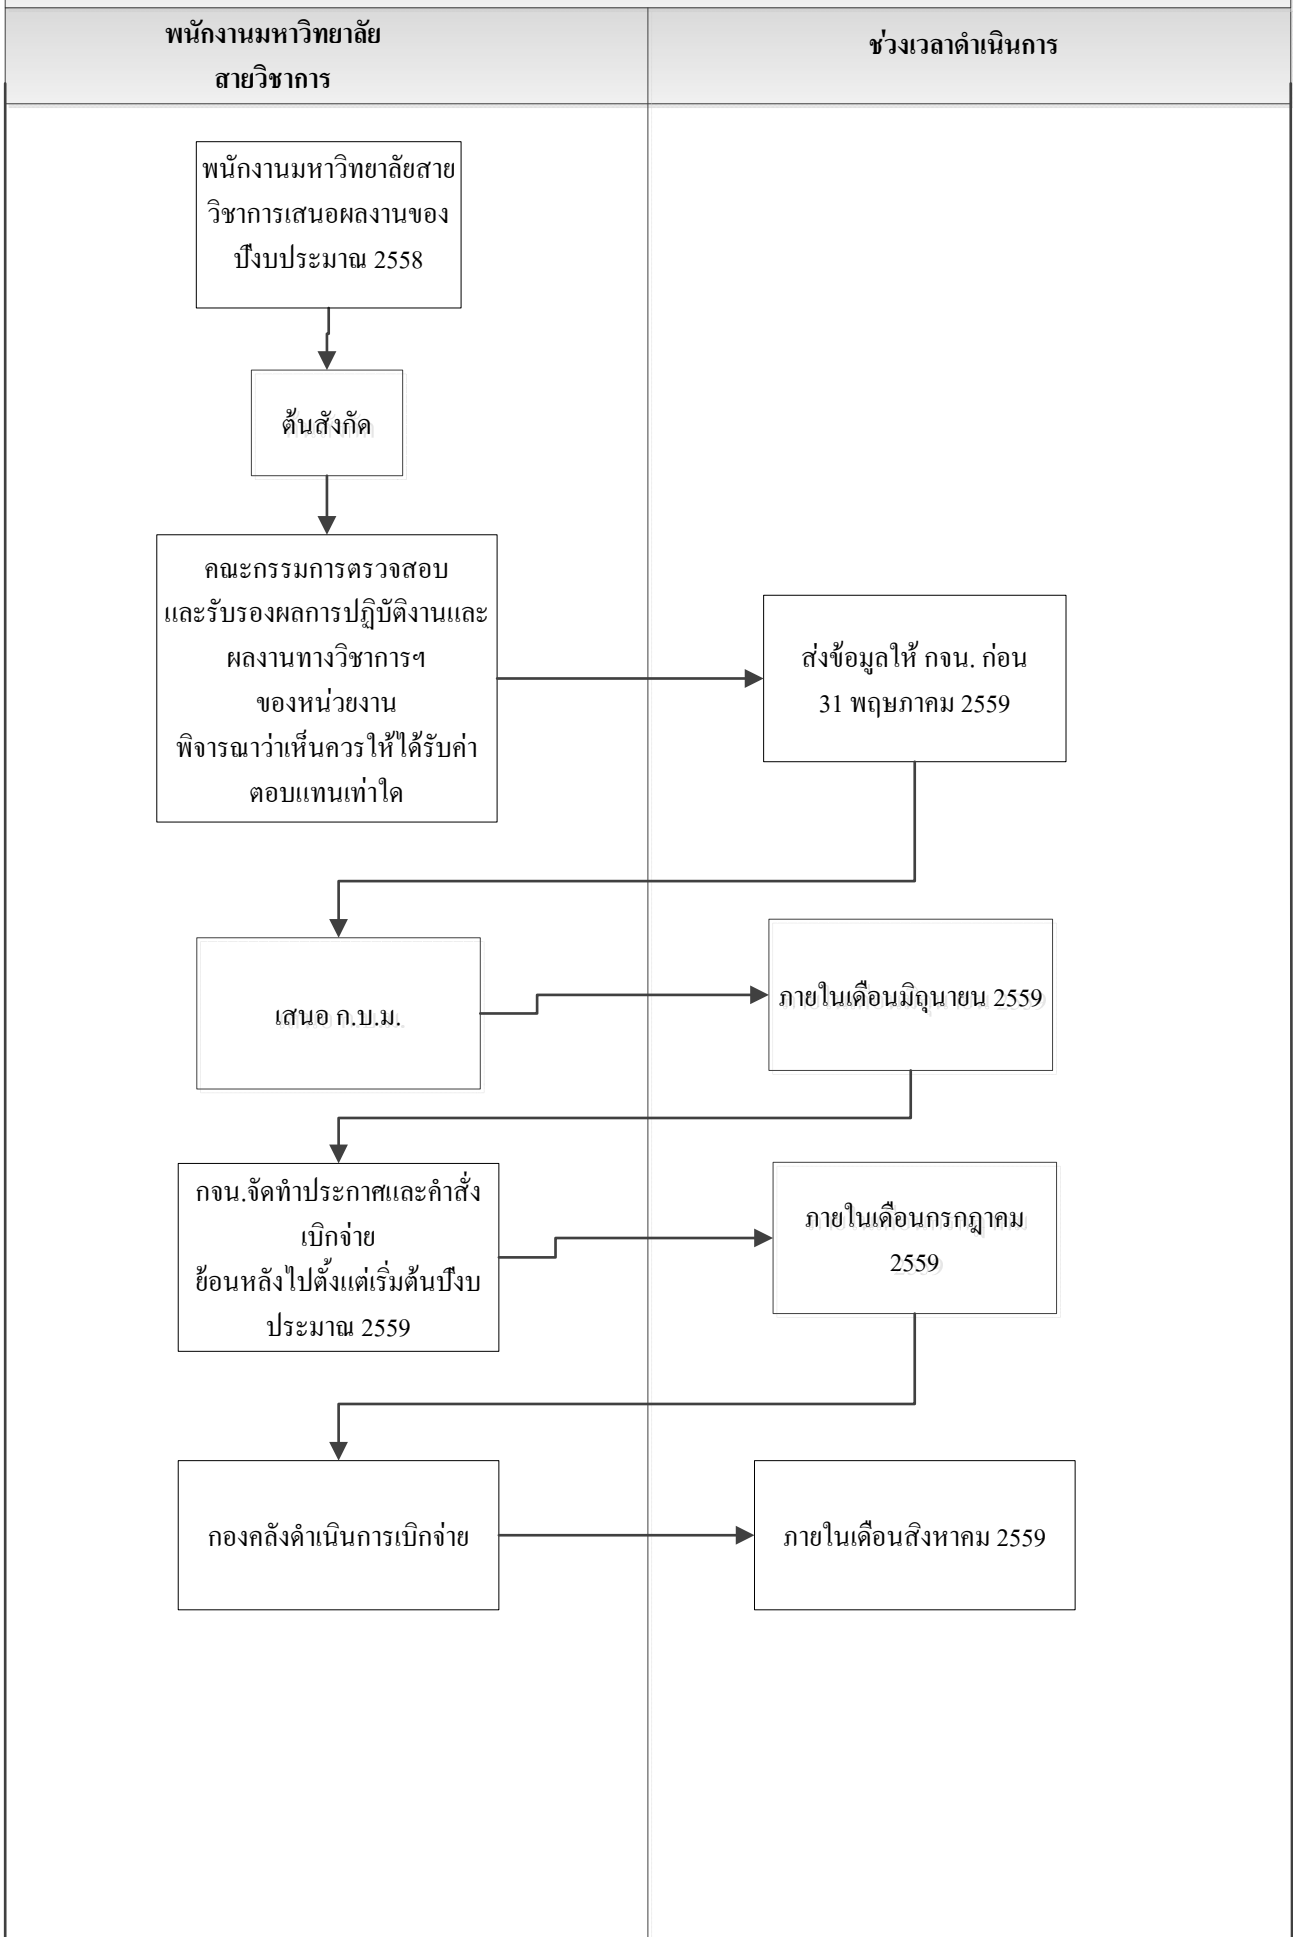 พนักงานมหาวิทยาลัย
สายวิชาการ
ช่วงเวลาดำเนินการ
พนักงานมหาวิทยาลัยสาย
วิชาการเสนอผลงานของ
ปีงบประมาณ 2558
ต้นสังกัด
คณะกรรมการตรวจสอบ
และรับรองผลการปฏิบัติงานและ
ผลงานทางวิชาการฯ
ของหน่วยงาน
พิจารณาว่าเห็นควรให้ได้รับค่า
ตอบแทนเท่าใด
ส่งข้อมูลให้ กจน. ก่อน
31 พฤษภาคม 2559
เสนอ ก.บ.ม.
ภายในเดือนมิถุนายน 2559
กจน.จัดทำประกาศและคำสั่ง
เบิกจ่าย
ย้อนหลังไปตั้งแต่เริ่มต้นปีงบ
ประมาณ 2559
ภายในเดือนกรกฎาคม
2559
กองคลังดำเนินการเบิกจ่าย
ภายในเดือนสิงหาคม 2559